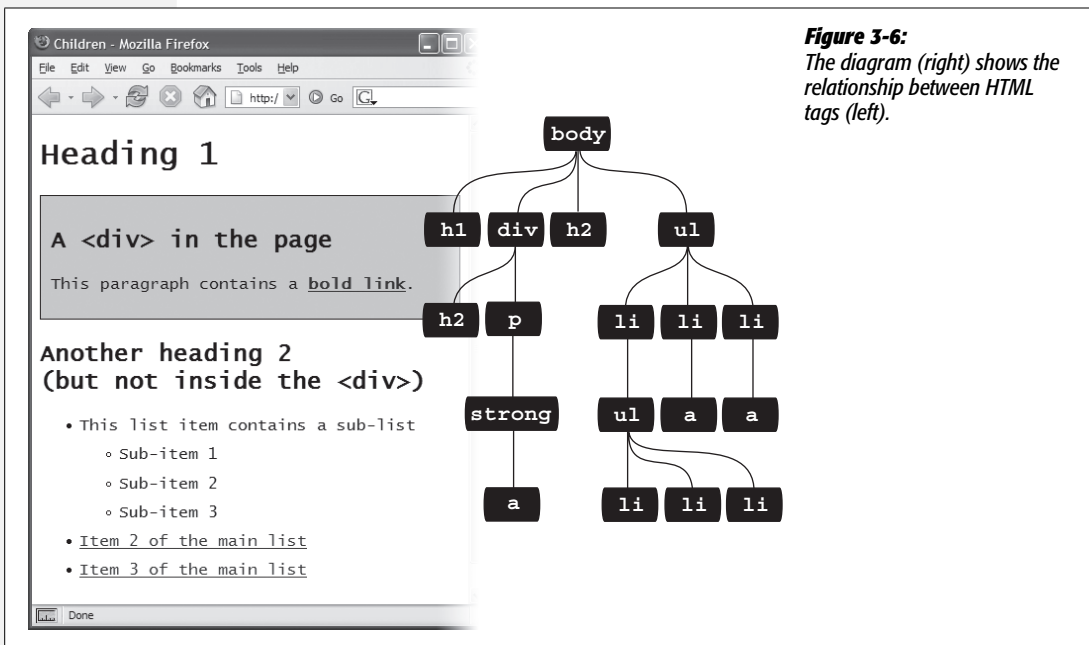 Children - Mozilla Firefox
File Edit View Go Bookmarks Tools Help
http:/ Go G
Heading 1
A <div> in the page
This paragraph contains a bold link.
Another heading 2
(but not inside the <div>)
• This list item contains a sub-list
◦ Sub-item 1
◦ Sub-item 2
◦ Sub-item 3
• Item 2 of the main list
• Item 3 of the main list
Done
body
h1 div h2 ul
h2 p li li li
strong ul a a
a li li li
Figure 3-6:
The diagram (right) shows the
relationship between HTML
tags (left).